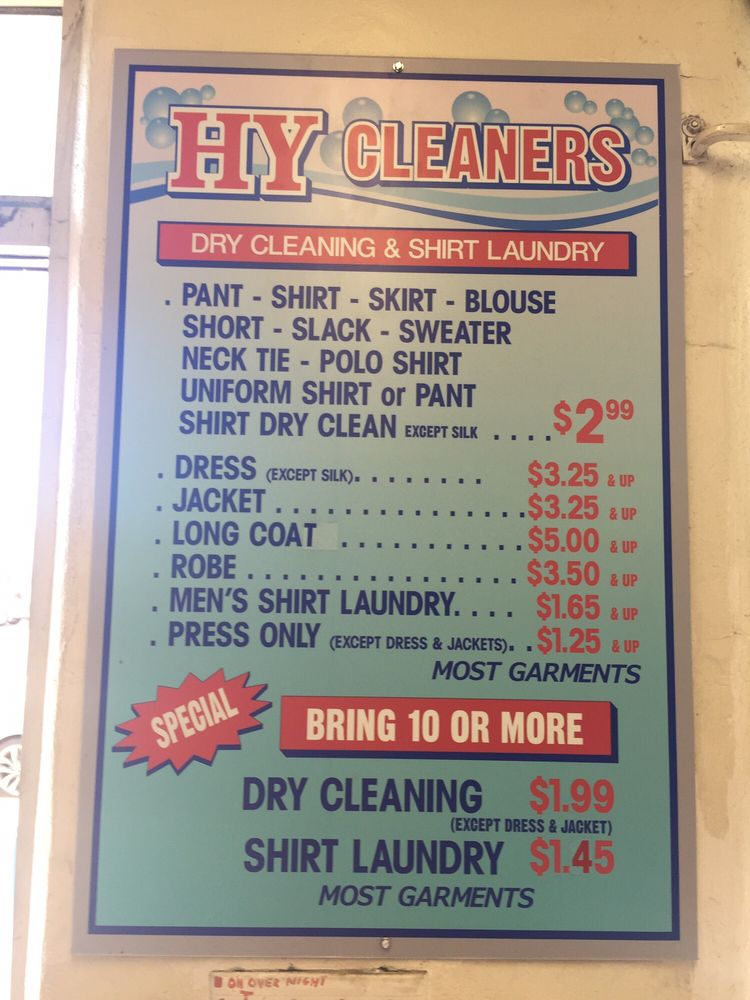 HY CLEANERS
DRY CLEANING & SHIRT LAUNDRY
. PANT - SHIRT - SKIRT - BLOUSE
SHORT - SLACK - SWEATER
NECK TIE - POLO SHIRT
UNIFORM SHIRT or PANT
SHIRT DRY CLEAN EXCEPT SILK . . . . $2 99
. DRESS (EXCEPT SILK). . . . . . . . $3.25 & UP
. JACKET . . . . . . . . . . . . . . . . $3.25 & UP
. LONG COAT . . . . . . . . . . . . $5.00 & UP
. ROBE . . . . . . . . . . . . . . . . . . $3.50 & UP
. MEN'S SHIRT LAUNDRY. . . . $1.65 & UP
. PRESS ONLY (EXCEPT DRESS & JACKETS). . $1.25 & UP
MOST GARMENTS
SPECIAL
BRING 10 OR MORE
DRY CLEANING $1.99
(EXCEPT DRESS & JACKET)
SHIRT LAUNDRY $1.45
MOST GARMENTS
ON OVER NIGHT